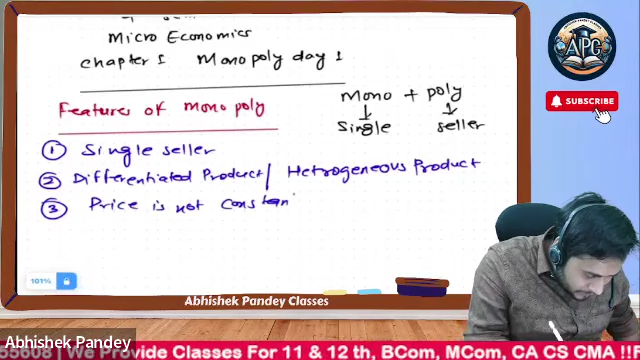 Micro Economics
chapter 1 Monopoly day 1
Features of monopoly
Mono + poly
Single seller
① Single seller
② Differentiated Product / Hetrogeneous Product
③ Price is not constan
101%
Abhishek Pandey Classes
APG
SUBSCRIBE
Abhishek Pandey
55608 | We Provide Classes For 11 & 12 th, BCom, MCom, CA CS CMA !!!